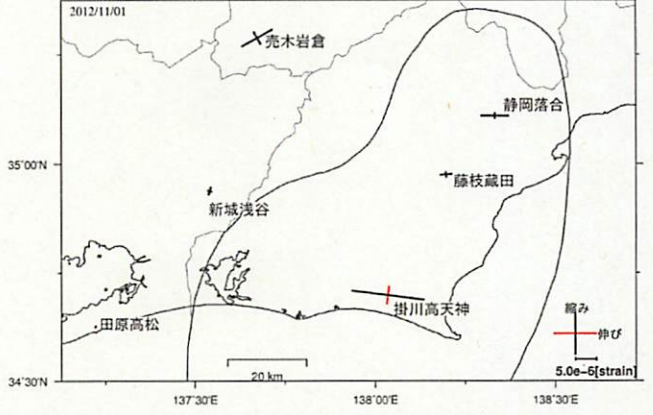 2012/11/01
売木岩倉
静岡落合
35°00'N
藤枝蔵田
新城浅谷
掛川高天神
縮み
田原高松
伸び
5.0e-6[strain]
34°30'N
20 km
137°30'E
138°00'E
138°30'E